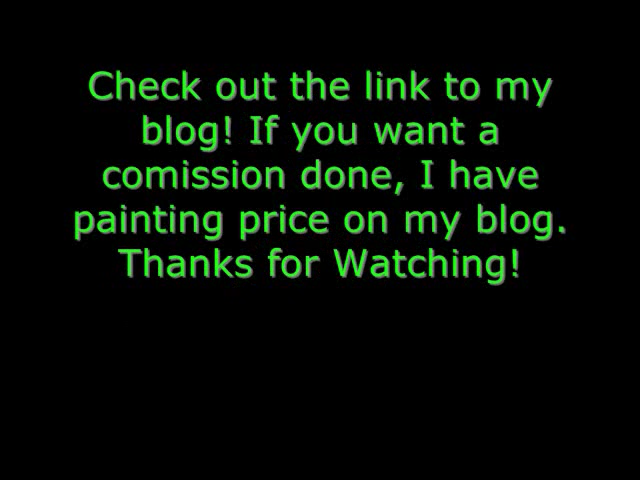 Check out the link to my
blog! If you want a
comission done, I have
painting price on my blog.
Thanks for Watching!